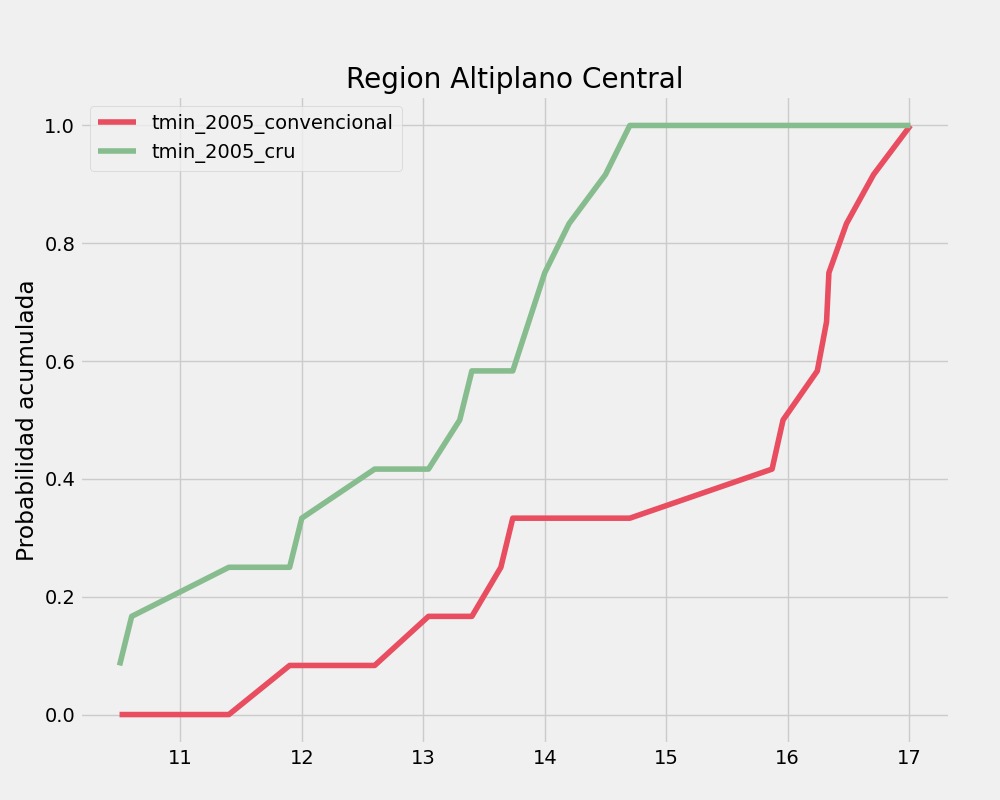 Region Altiplano Central
tmin_2005_convencional
tmin_2005_cru
Probabilidad acumulada
1.0
0.8
0.6
0.4
0.2
0.0
11 12 13 14 15 16 17